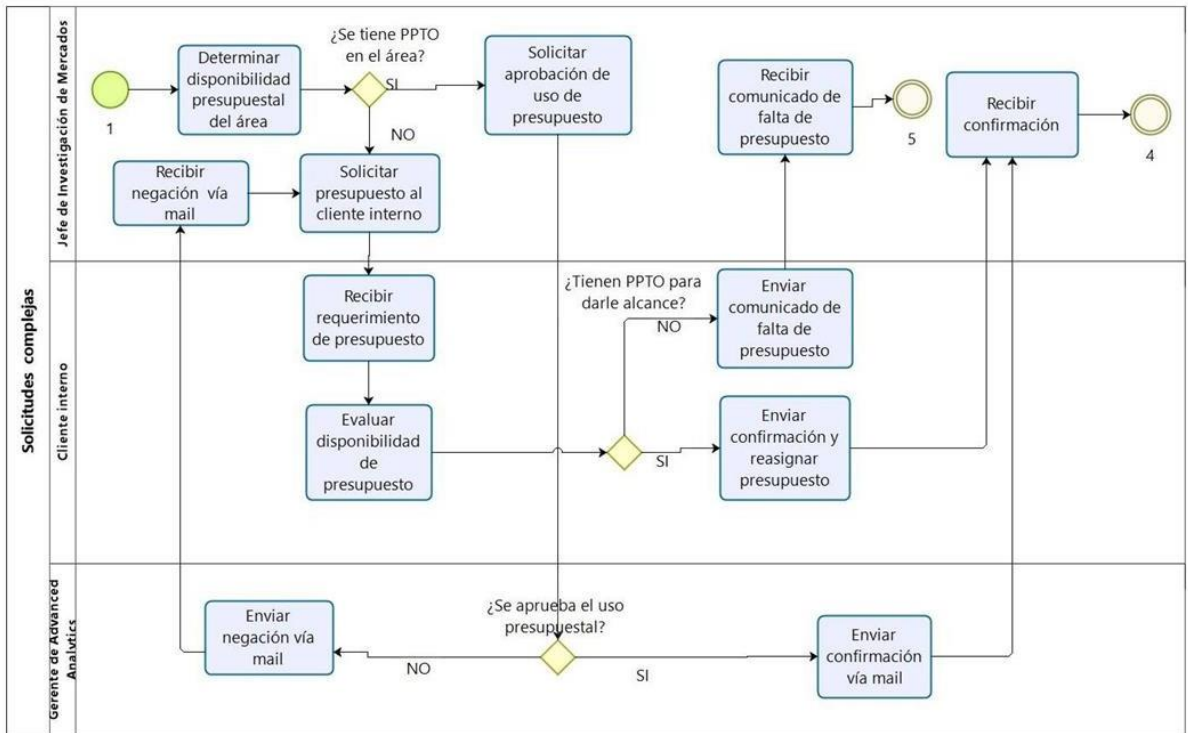 Solicitudes complejas
Jefe de Investigación de Mercados
1
Determinar
disponibilidad
presupuestal
del área
¿Se tiene PPTO
en el área?
SI
NO
Solicitar
aprobación de
uso de
presupuesto
Recibir
comunicado de
falta de
presupuesto
5
Recibir
confirmación
4
Recibir
negación vía
mail
Solicitar
presupuesto al
cliente interno
Cliente interno
Recibir
requerimiento
de presupuesto
¿Tienen PPTO para
darle alcance?
NO
Enviar
comunicado de
falta de
presupuesto
Evaluar
disponibilidad
de
presupuesto
SI
Enviar
confirmación y
reasignar
presupuesto
Gerente de Advanced
Analytics
Enviar
negación vía
mail
NO
¿Se aprueba el uso
presupuestal?
SI
Enviar
confirmación
vía mail